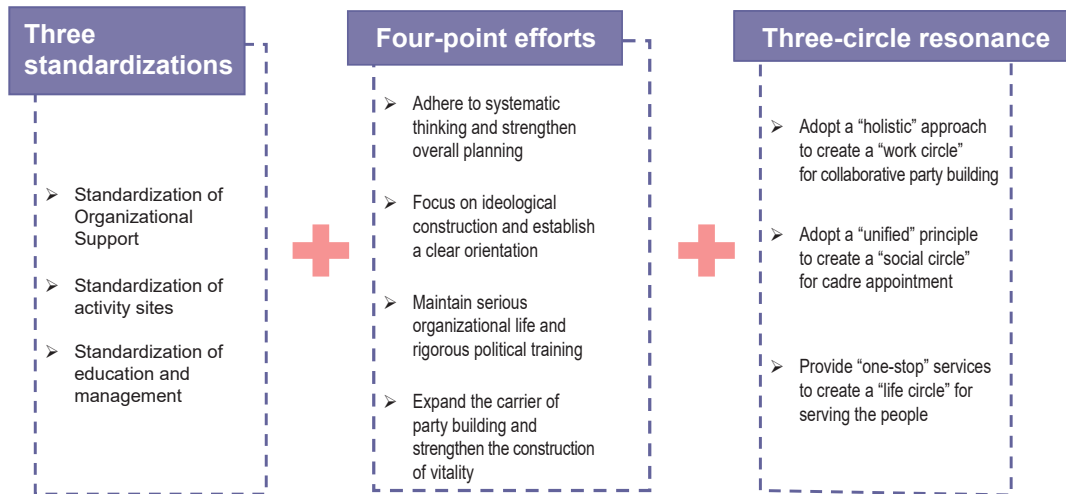 Three
standardizations
➢ Standardization of
Organizational
Support
➢ Standardization of
activity sites
➢ Standardization of
education and
management
Four-point efforts
➢ Adhere to systematic
thinking and strengthen
overall planning
➢ Focus on ideological
construction and establish
a clear orientation
➢ Maintain serious
organizational life and
rigorous political training
➢ Expand the carrier of
party building and
strengthen the construction
of vitality
Three-circle resonance
➢ Adopt a “holistic” approach
to create a “work circle”
for collaborative party building
➢ Adopt a “unified” principle
to create a “social circle”
for cadre appointment
➢ Provide “one-stop” services
to create a “life circle” for
serving the people